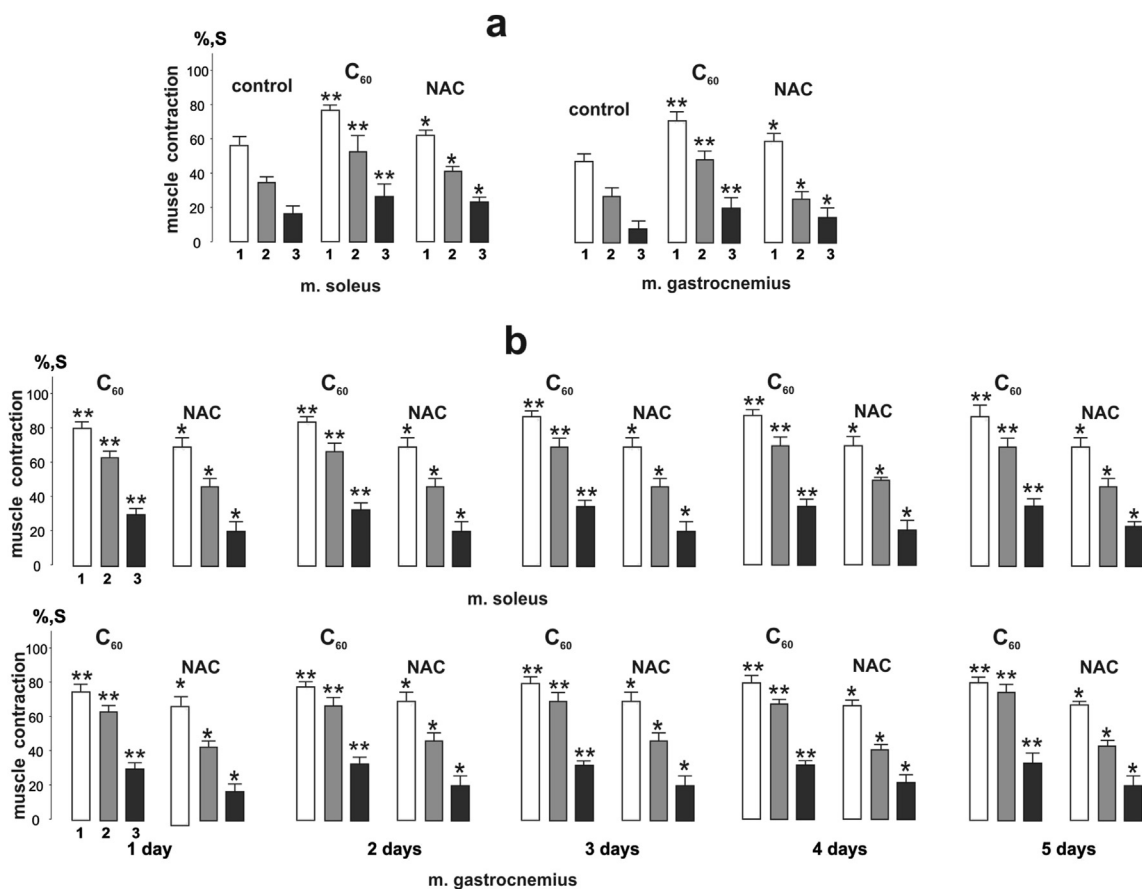 a
%,S
muscle contraction
100
80
60
40
20
0
control
C60
NAC
** ** **
* * *
1 2 3 1 2 3 1 2 3
m. soleus
control
C60
NAC
** ** **
* * *
1 2 3 1 2 3 1 2 3
m. gastrocnemius
b
%,S
muscle contraction
100
80
60
40
20
0
C60 NAC C60 NAC C60 NAC C60 NAC C60 NAC
** ** ** * * * ** ** ** * * * ** ** ** * * * ** ** ** * * * ** ** ** * * *
1 2 3
m. soleus
%,S
muscle contraction
100
80
60
40
20
0
C60 NAC C60 NAC C60 NAC C60 NAC C60 NAC
** ** ** * * * ** ** ** * * * ** ** ** * * * ** ** ** * * * ** ** ** * * *
1 2 3
1 day 2 days 3 days 4 days 5 days
m. gastrocnemius